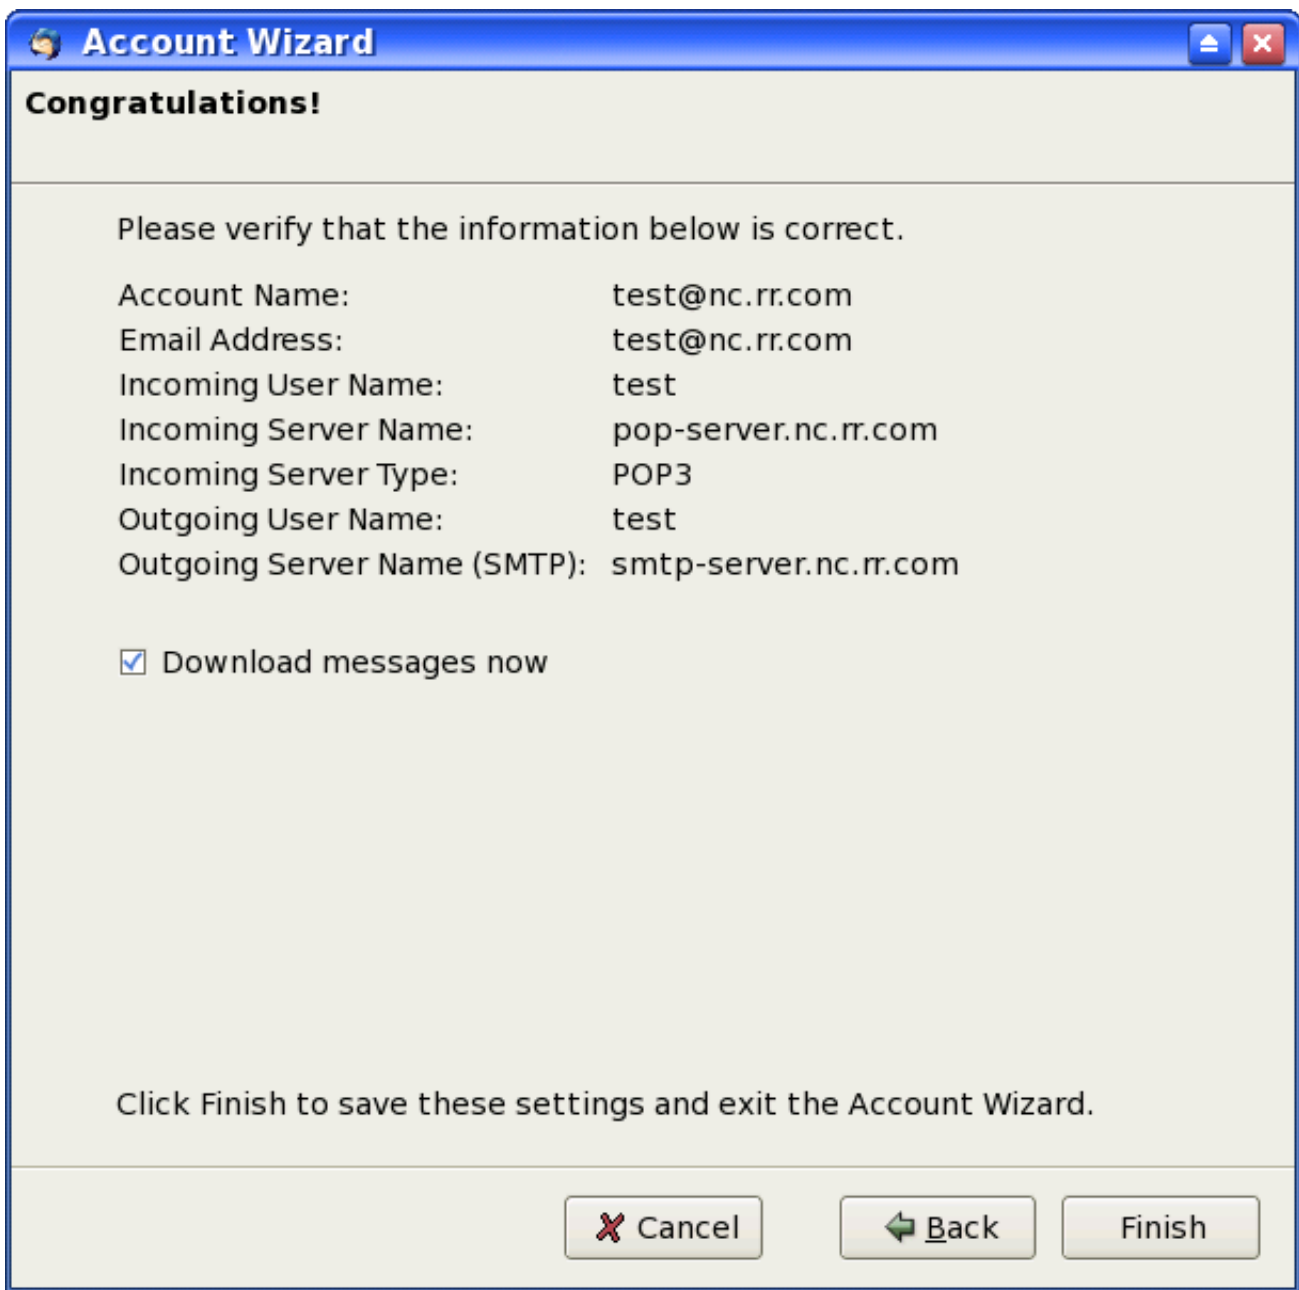 Account Wizard
Congratulations!
Please verify that the information below is correct.
Account Name: test@nc.rr.com
Email Address: test@nc.rr.com
Incoming User Name: test
Incoming Server Name: pop-server.nc.rr.com
Incoming Server Type: POP3
Outgoing User Name: test
Outgoing Server Name (SMTP): smtp-server.nc.rr.com
Download messages now
Click Finish to save these settings and exit the Account Wizard.
Cancel Back Finish